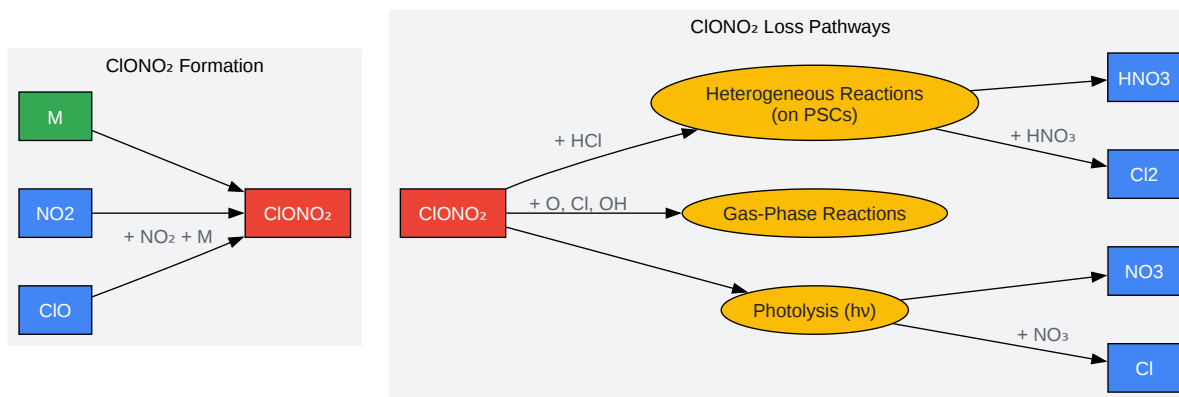 ClONO₂ Formation
M
NO2
ClO
+ NO₂ + M
ClONO₂
ClONO₂ Loss Pathways
ClONO₂
+ HCl
+ O, Cl, OH
Heterogeneous Reactions
(on PSCs)
Gas-Phase Reactions
Photolysis (hν)
+ HNO₃
+ NO₃
HNO3
Cl2
NO3
Cl